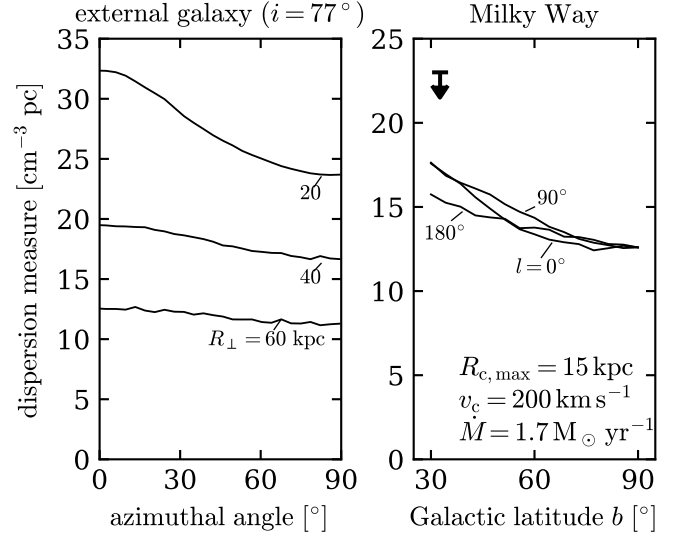 external galaxy (i = 77°)
Milky Way
35
30
25
20
15
10
5
0
dispersion measure [cm⁻³ pc]
20
40
R⊥ = 60 kpc
0
30
60
90
azimuthal angle [°]
25
20
15
10
5
0
90°
180°
l = 0°
R_c, max = 15 kpc
v_c = 200 km s⁻¹
Ṁ = 1.7 M⊙ yr⁻¹
30
60
90
Galactic latitude b [°]